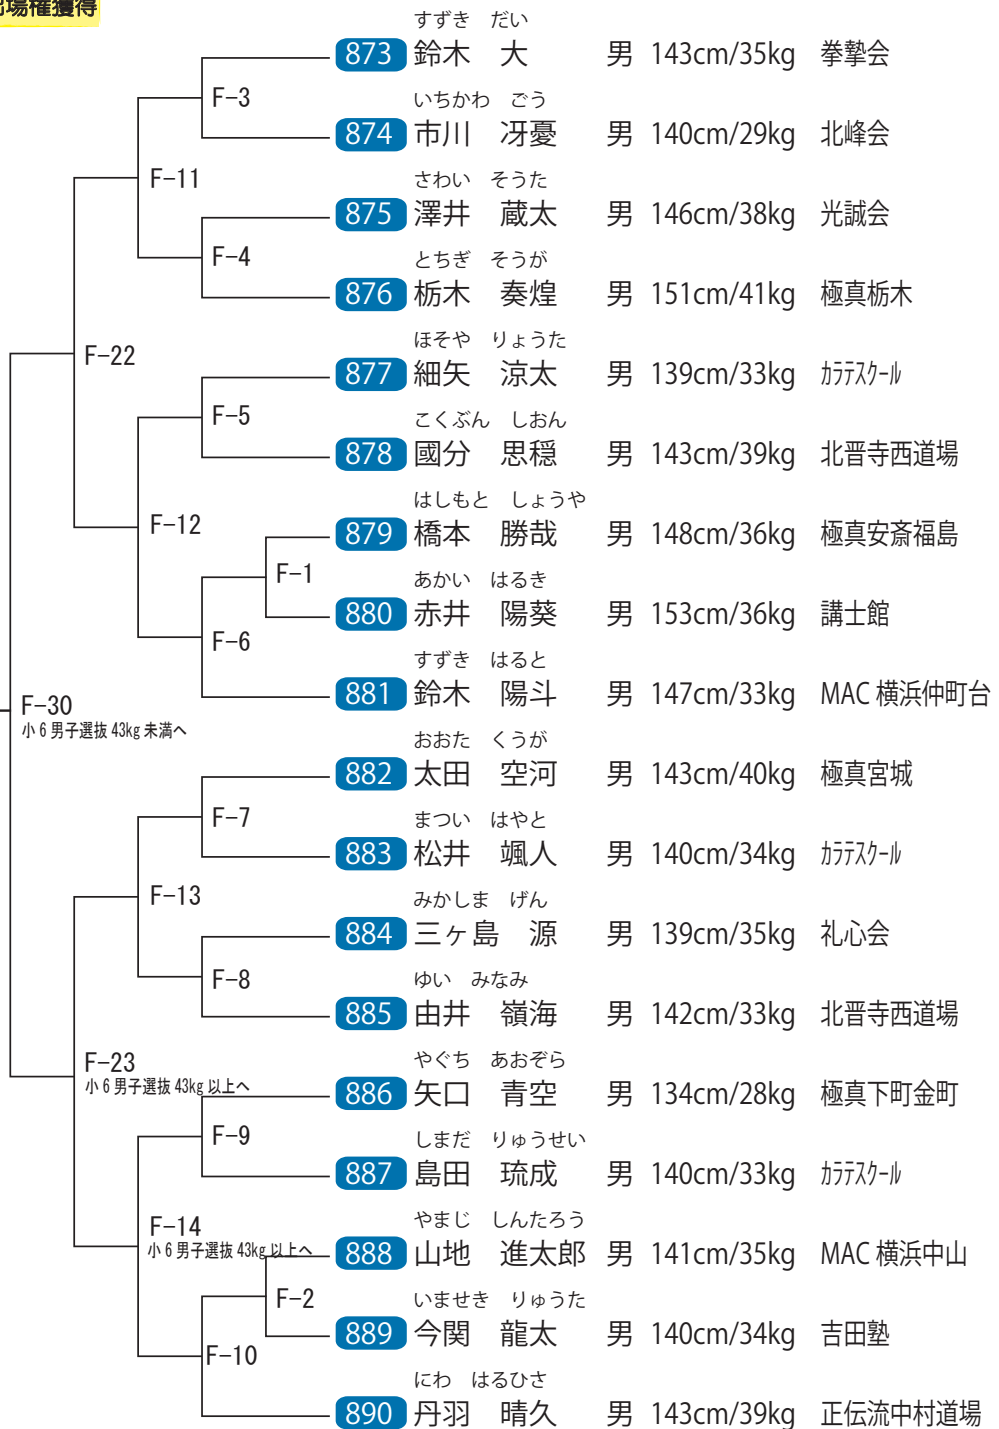 出場権獲得
すずき だい
873 鈴木 大 男 143cm/35kg 拳摯会
F-3
いちかわ ごう
874 市川 冴憂 男 140cm/29kg 北峰会
F-11
さわい そうた
875 澤井 蔵太 男 146cm/38kg 光誠会
F-4
とちぎ そうが
876 栃木 奏煌 男 151cm/41kg 極真栃木
F-22
ほそや りょうた
877 細矢 涼太 男 139cm/33kg カラテスクール
F-5
こくぶん しおん
878 國分 思穏 男 143cm/39kg 北晋寺西道場
F-12
はしもと しょうや
879 橋本 勝哉 男 148cm/36kg 極真安斎福島
F-1
あかい はるき
880 赤井 陽葵 男 153cm/36kg 講士館
F-6
すずき はると
881 鈴木 陽斗 男 147cm/33kg MAC 横浜仲町台
F-30
小6男子選抜43kg未満へ
おおた くうが
882 太田 空河 男 143cm/40kg 極真宮城
F-7
まつい はやと
883 松井 颯人 男 140cm/34kg カラテスクール
F-13
みかしま げん
884 三ヶ島 源 男 139cm/35kg 礼心会
F-8
ゆい みなみ
885 由井 嶺海 男 142cm/33kg 北晋寺西道場
F-23
小6男子選抜43kg以上へ
やぐち あおぞら
886 矢口 青空 男 134cm/28kg 極真下町金町
F-9
しまだ りゅうせい
887 島田 琉成 男 140cm/33kg カラテスクール
F-14
小6男子選抜43kg以上へ
やまじ しんたろう
888 山地 進太郎 男 141cm/35kg MAC 横浜中山
F-2
いませき りゅうた
889 今関 龍太 男 140cm/34kg 吉田塾
F-10
にわ はるひさ
890 丹羽 晴久 男 143cm/39kg 正伝流中村道場